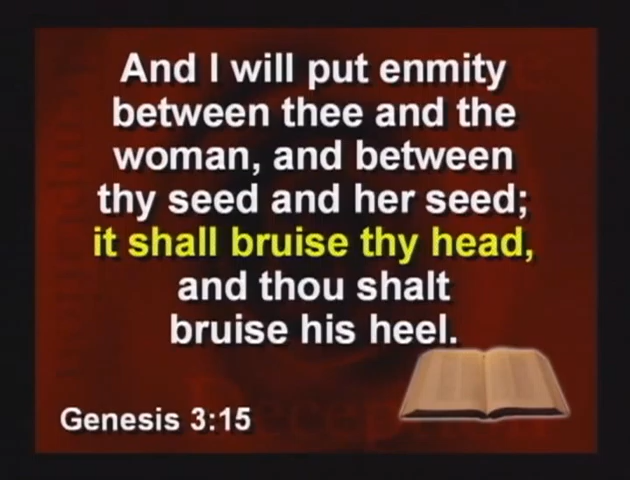 And I will put enmity
between thee and the
woman, and between
thy seed and her seed;
it shall bruise thy head,
and thou shalt
bruise his heel.
Genesis 3:15